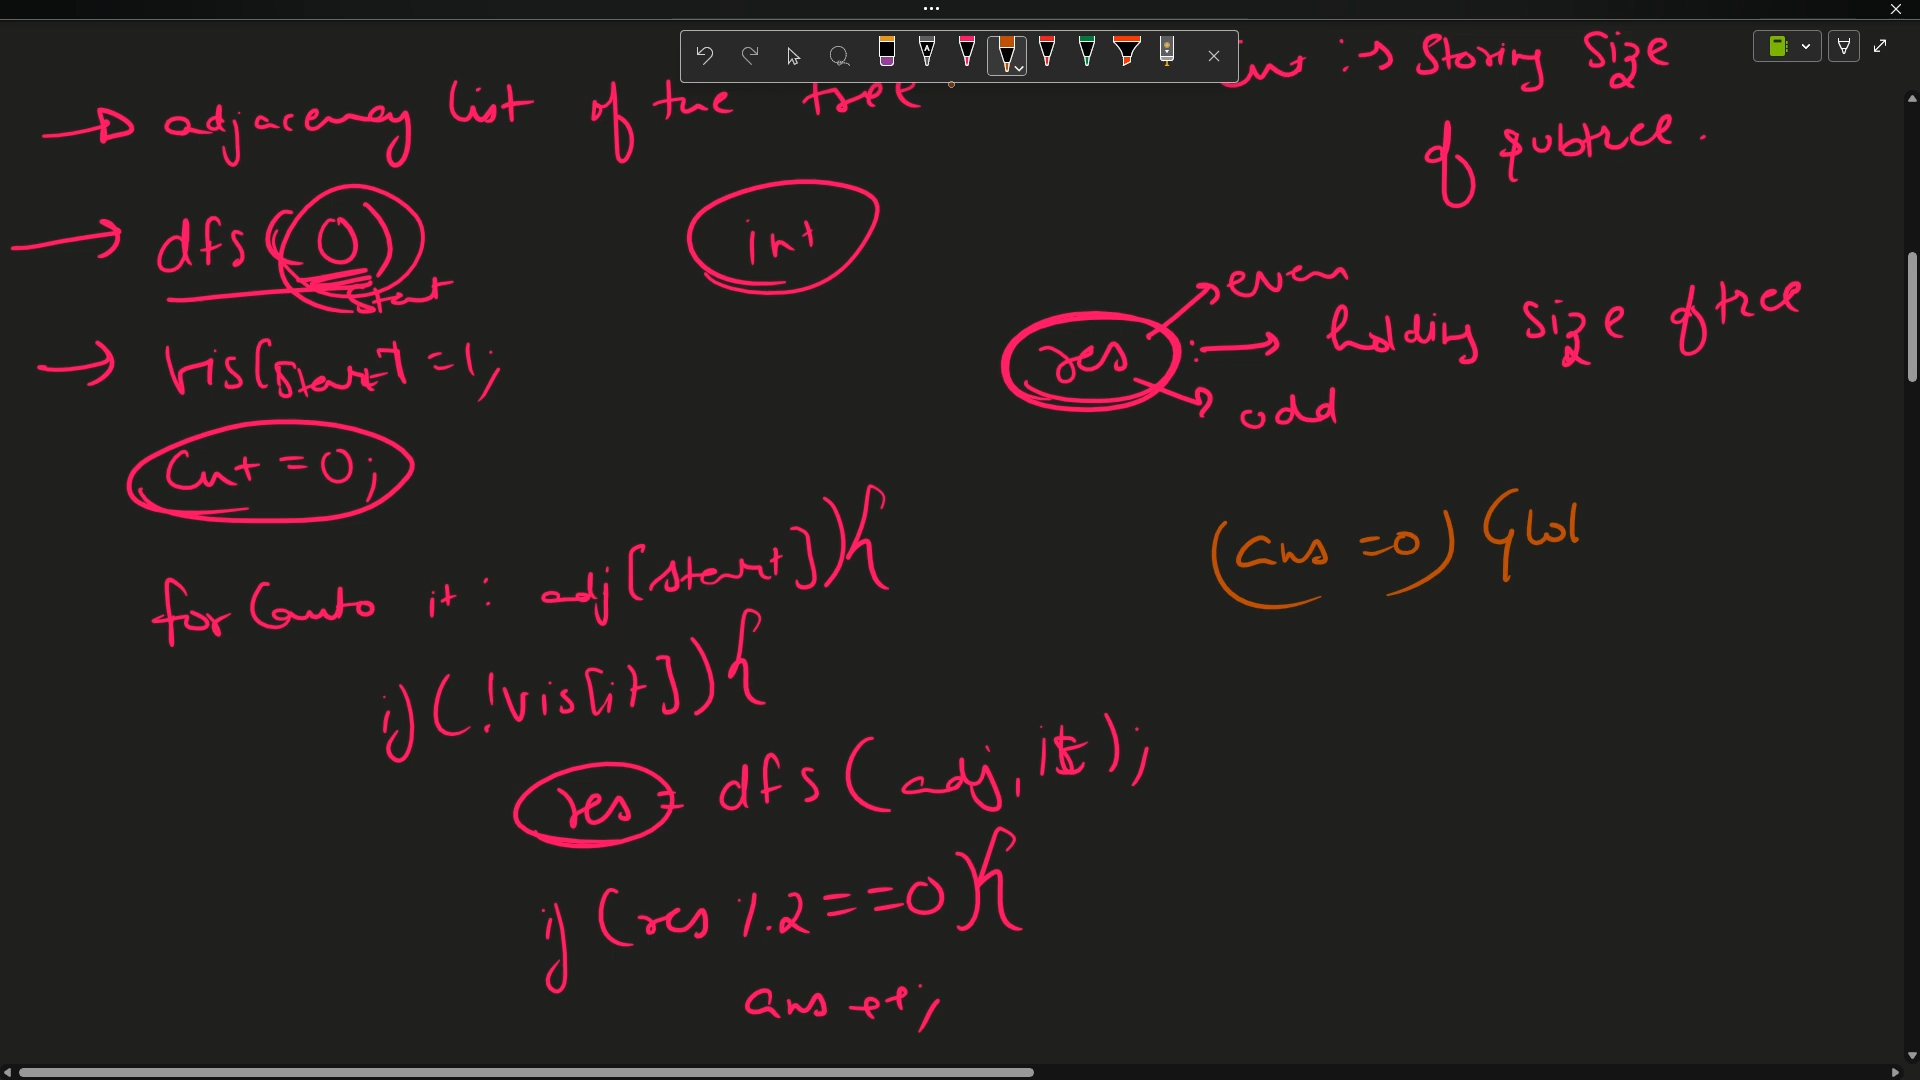 → adjacency list of the tree
: → Storing Size
of subtree.
→ dfs(0)
start
int
→ vis[start] = 1;
res
→ even
: → holding size of tree
→ odd
Cnt = 0;
(ans = 0)
for(auto it : adj[start]){
if(!vis[it]){
res = dfs(adj, it);
if(res %2 == 0){
ans ++;